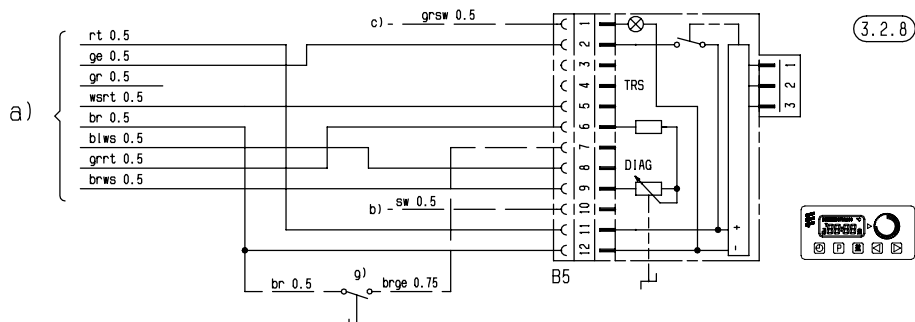 c) grsw 0.5
3.2.8
a)
rt 0.5
ge 0.5
gr 0.5
wsrt 0.5
br 0.5
blws 0.5
grrt 0.5
brws 0.5
b) sw 0.5
1
2
3
4
5
6
7
8
9
10
11
12
B5
TRS
DIAG
+
-
1
2
3
g)
br 0.5
brge 0.75
P